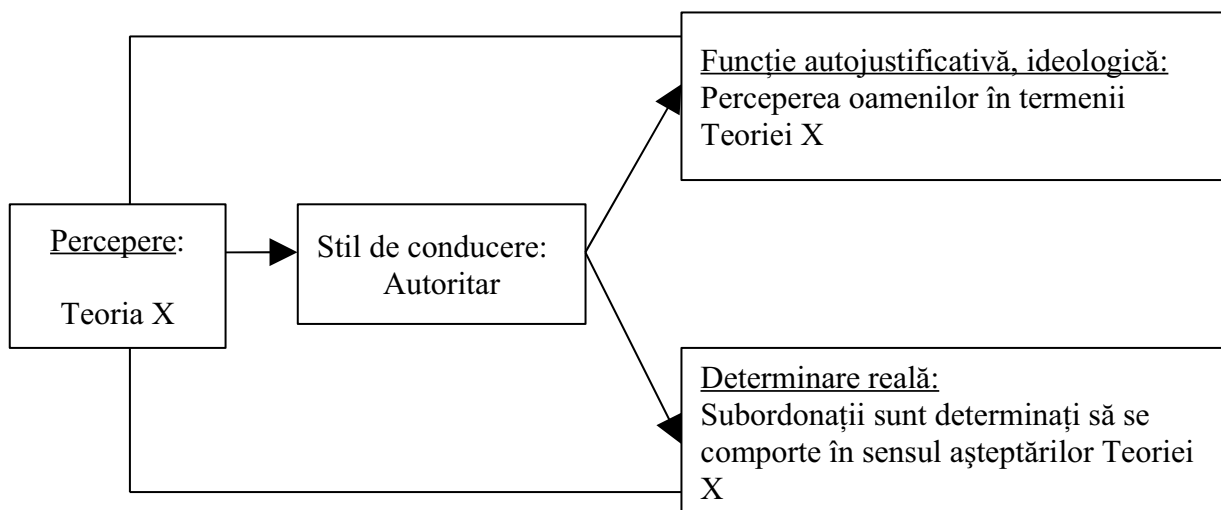 Funcție autojustificativă, ideologică:
Perceperea oamenilor în termenii
Teoriei X
Percepere:
Teoria X
Stil de conducere:
Autoritar
Determinare reală:
Subordonații sunt determinați să se
comporte în sensul aşteptărilor Teoriei
X